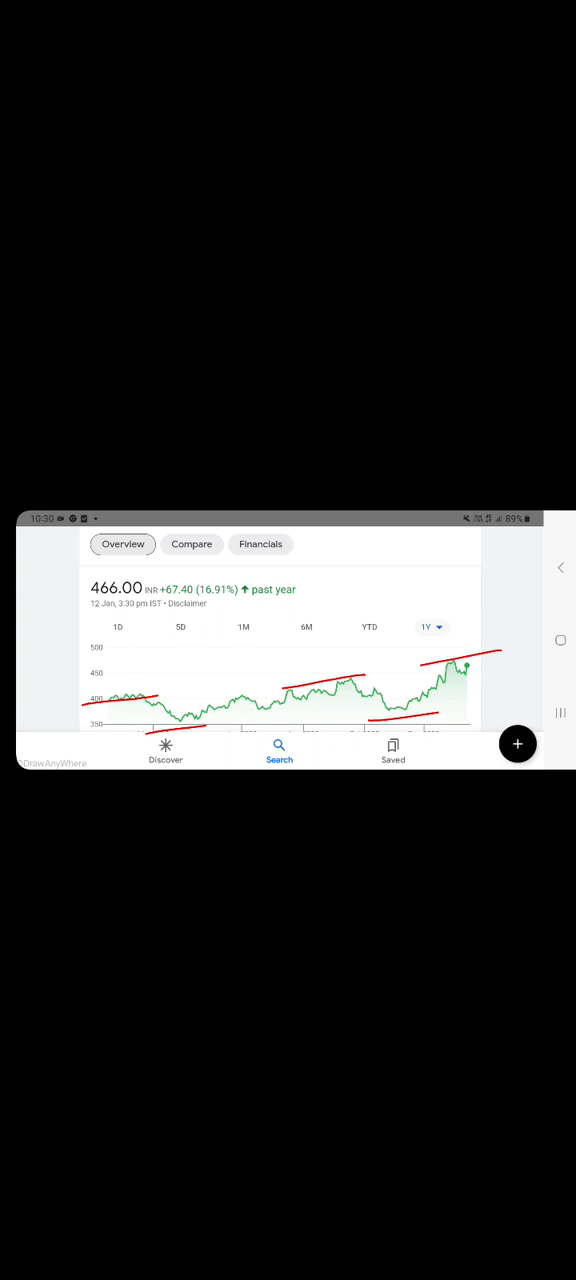 10:30 89%
Overview Compare Financials
466.00 INR +67.40 (16.91%) ↑ past year
12 Jan, 3:30 pm IST • Disclaimer
1D 5D 1M 6M YTD 1Y
500
450
400
350
Discover Search Saved
DrawAnyWhere